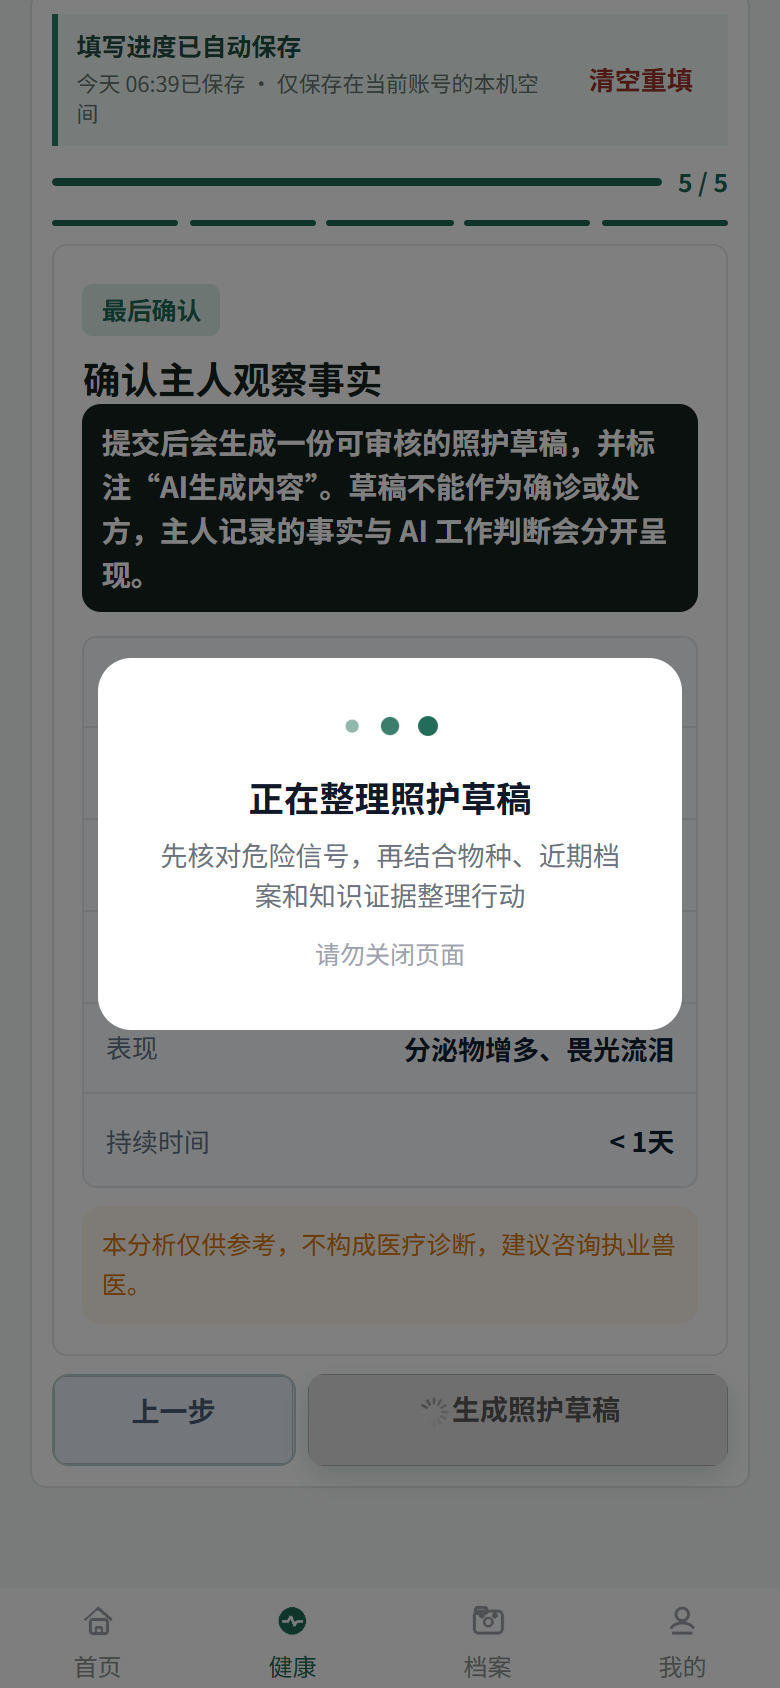 填写进度已自动保存
今天 06:39已保存 · 仅保存在当前账号的本机空
间
清空重填
5 / 5
最后确认
确认主人观察事实
提交后会生成一份可审核的照护草稿，并标
注“AI生成内容”。草稿不能作为确诊或处
方，主人记录的事实与 AI 工作判断会分开呈
现。
正在整理照护草稿
先核对危险信号，再结合物种、近期档
案和知识证据整理行动
请勿关闭页面
表现
分泌物增多、畏光流泪
持续时间
< 1天
本分析仅供参考，不构成医疗诊断，建议咨询执业兽
医。
上一步
生成照护草稿
首页
健康
档案
我的